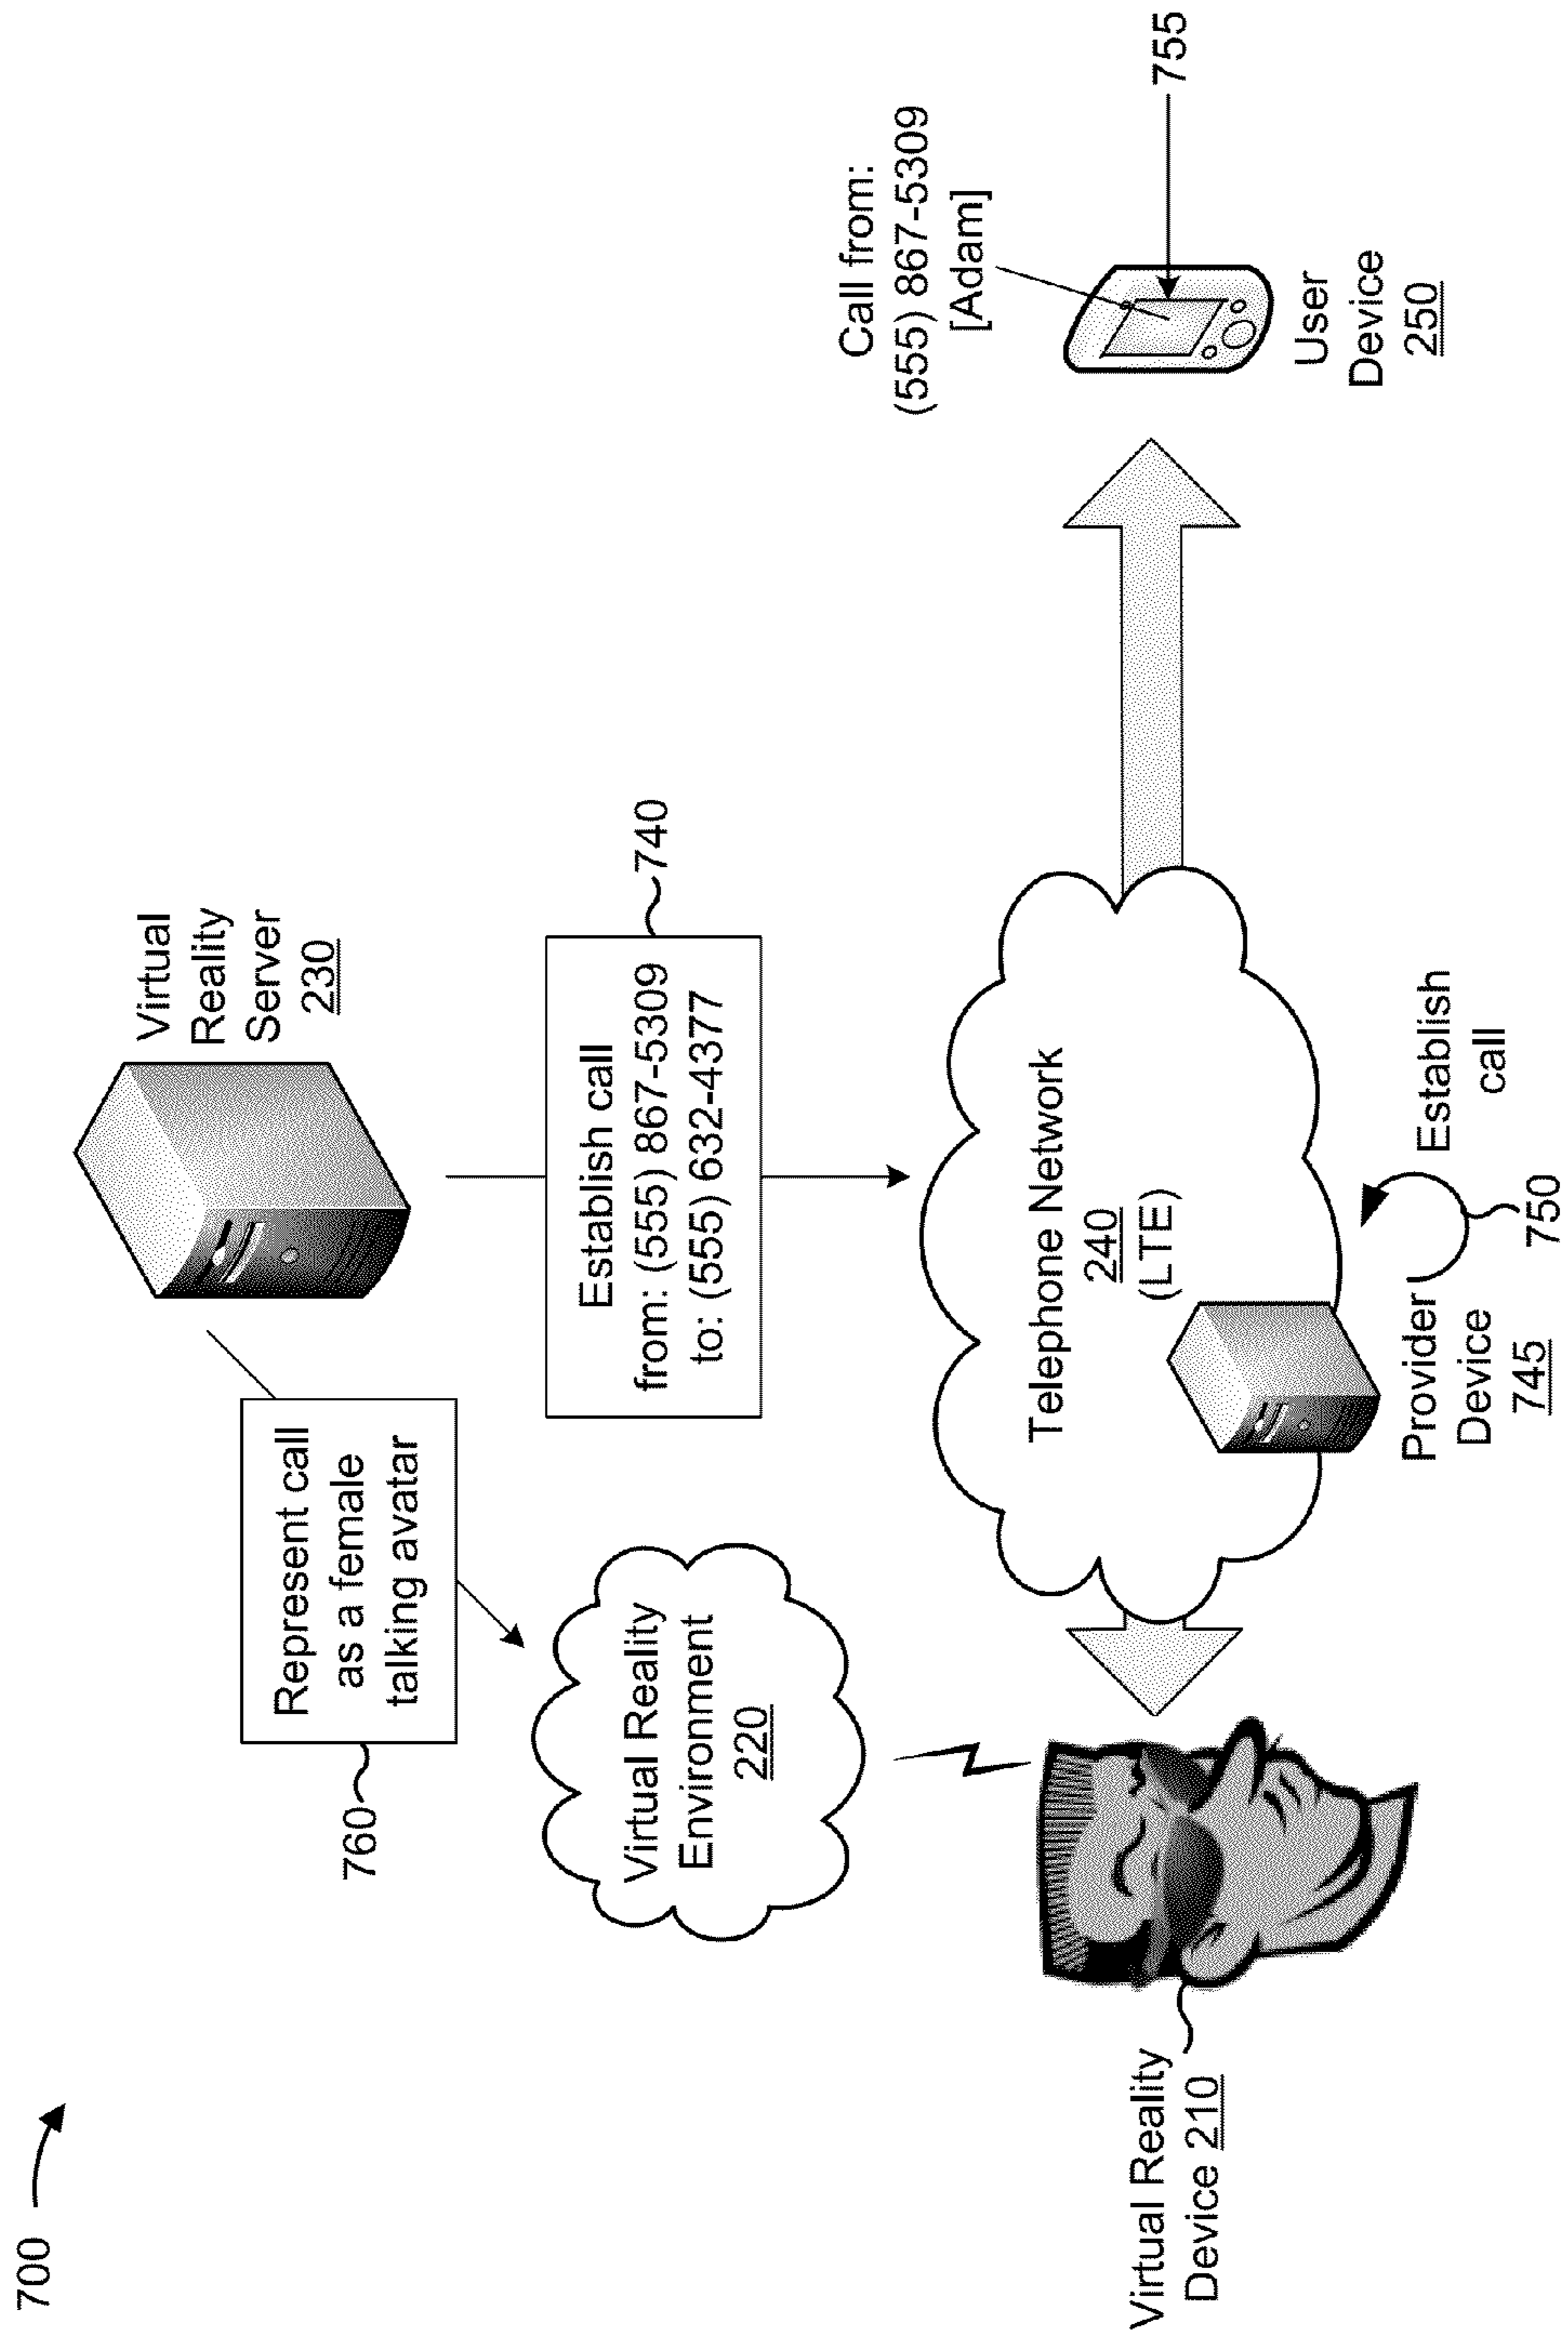 700
Virtual
Reality
Server
230
Represent call
as a female
talking avatar
760
Establish call
from: (555) 867-5309
to: (555) 632-4377
740
Virtual Reality
Environment
220
Call from:
(555) 867-5309
[Adam]
755
Telephone Network
240
(LTE)
User
Device
250
Virtual Reality
Device 210
Provider
Device
745
Establish
call
750